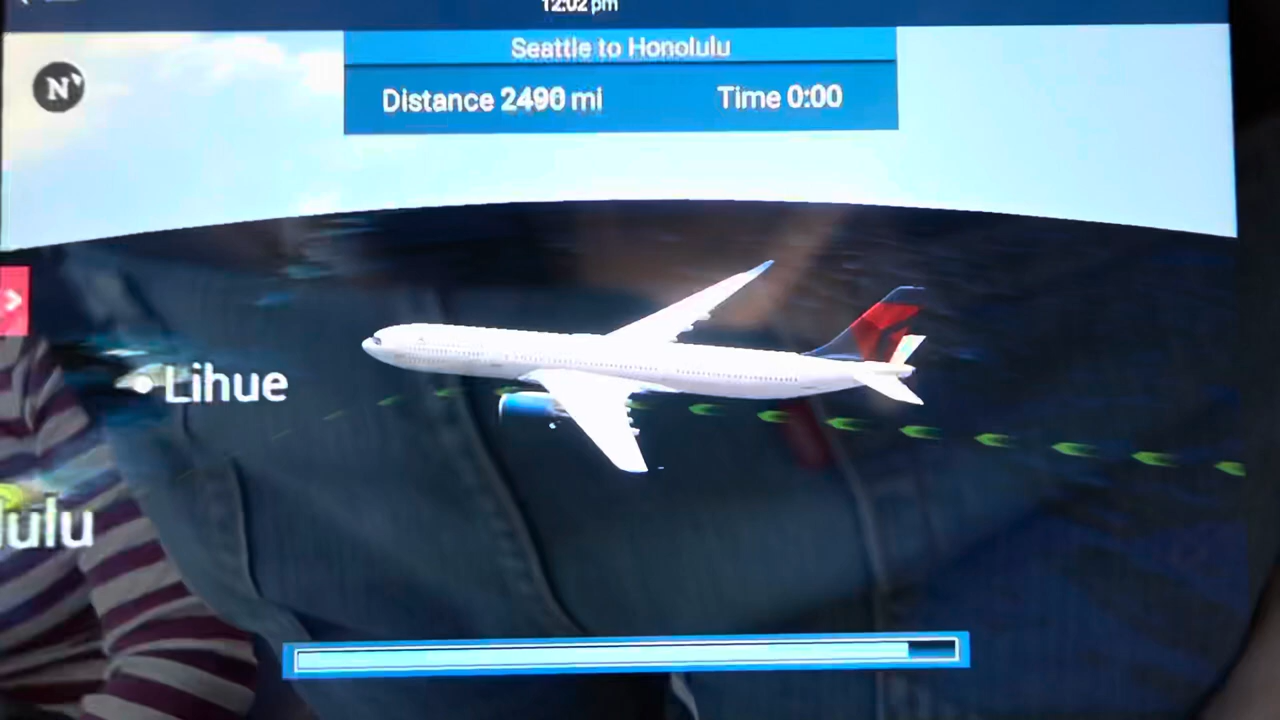 12:02 pm
Seattle to Honolulu
Distance 2490 mi
Time 0:00
N
Lihue
lulu